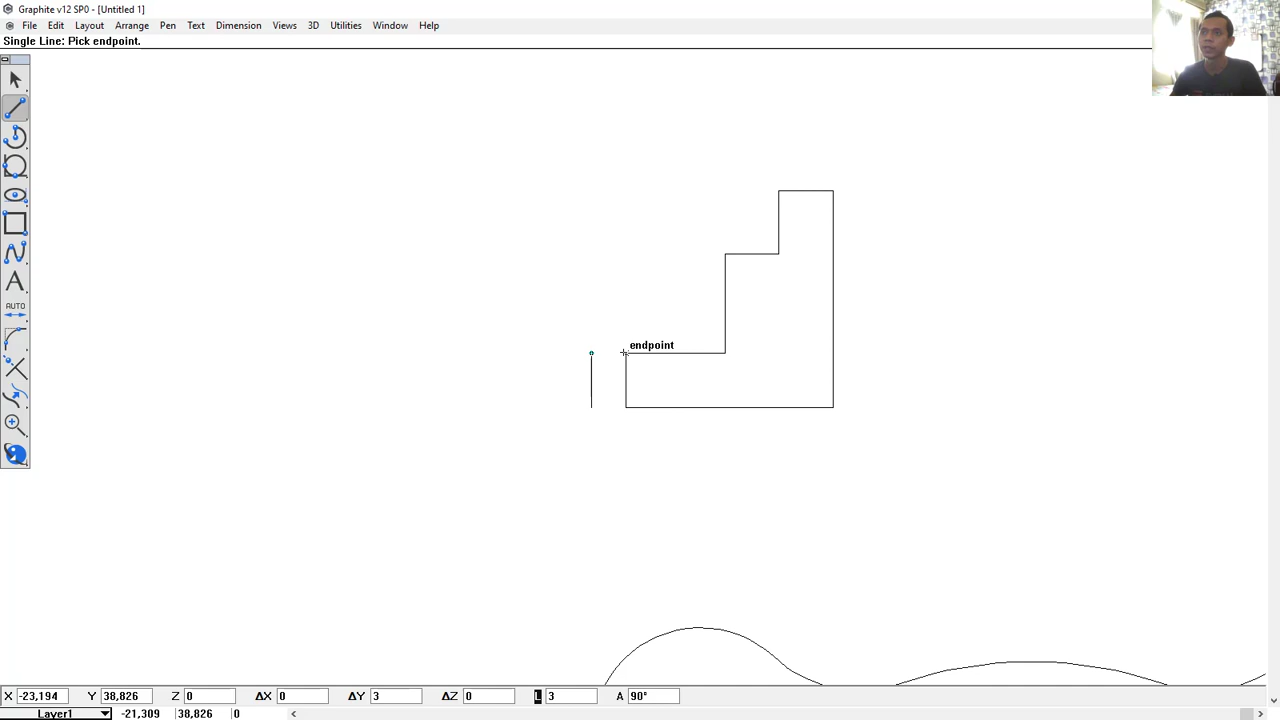 Graphite v12 SP0 - [Untitled 1]
File Edit Layout Arrange Pen Text Dimension Views 3D Utilities Window Help
Single Line: Pick endpoint.
A
AUTO
endpoint
X -23,194 Y 38,826 Z 0 ΔX 0 ΔY 3 ΔZ 0 L 3 A 90°
Layer1 -21,309 38,826 0